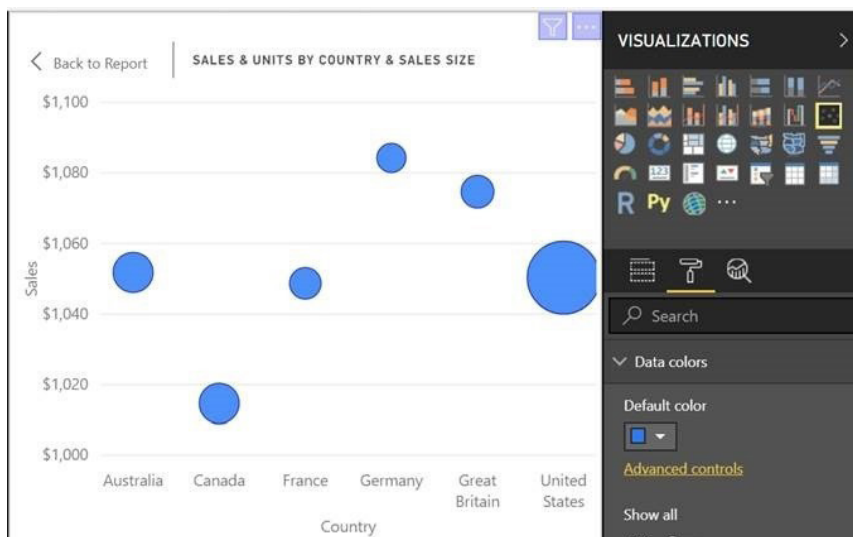 VISUALIZATIONS
Back to Report
SALES & UNITS BY COUNTRY & SALES SIZE
$1,100
$1,080
$1,060
$1,040
$1,020
$1,000
Sales
Australia
Canada
France
Germany
Great
Britain
United
States
Country
123
R Py
Search
Data colors
Default color
Advanced controls
Show all